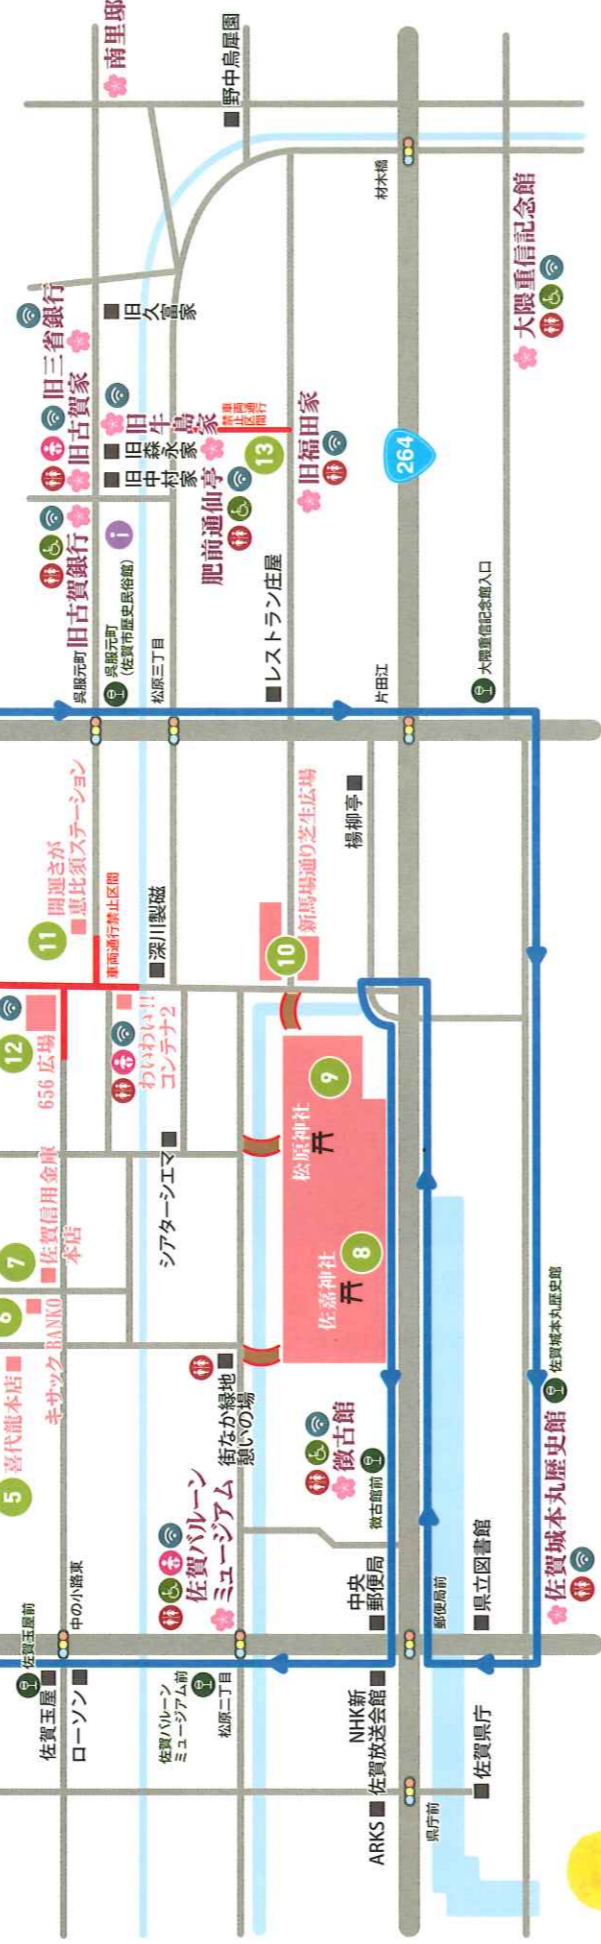 佐賀玉屋前
佐賀玉屋
ローソン
中の小路東
佐賀バルーン
ミュージアム前
松原二丁目
NHK新
佐賀放送会館
ARKS
県庁前
佐賀県庁
5
喜代龍本店
6
キサック BANKO
7
佐賀信用金庫
本店
12
656 広場
11
開運さが
恵比須ステーション
車両通行禁止区間
わいわい!!
コンテナ2
深川製磁
シアターシエマ
佐賀バルーン
ミュージアム
街なか緑地
憩いの場
徴古館
徴古館前
中央
郵便局
郵便局前
県立図書館
佐嘉神社
8
松原神社
9
10
新馬場通り芝生広場
楊柳亭
佐賀城本丸歴史館
佐賀城本丸歴史館
呉服元町
旧古賀銀行
呉服元町
(佐賀市歴史民俗館)
i
松原三丁目
旧古賀家
旧三省銀行
旧中村家
旧森永家
旧牛島家
旧久富家
肥前通仙亭
13
車両通行
禁止区間
旧福田家
レストラン庄屋
片田江
264
大隈重信記念館入口
大隈重信記念館
材木橋
野中烏犀園
南里邸